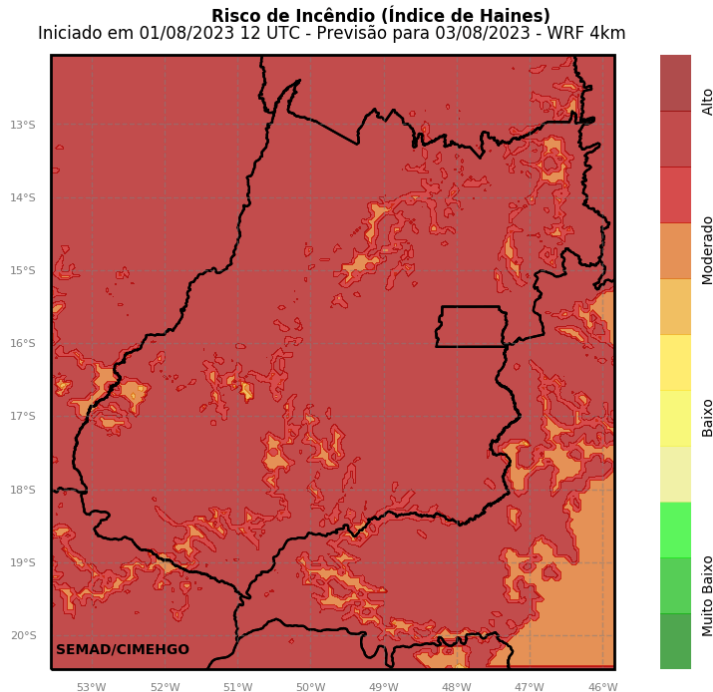 Risco de Incêndio (Índice de Haines)
Iniciado em 01/08/2023 12 UTC - Previsão para 03/08/2023 - WRF 4km
13°S
14°S
15°S
16°S
17°S
18°S
19°S
20°S
SEMAD/CIMEHGO
53°W
52°W
51°W
50°W
49°W
48°W
47°W
46°W
Alto
Moderado
Baixo
Muito Baixo